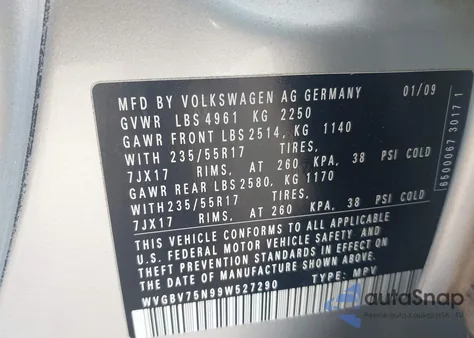 MFD BY VOLKSWAGEN AG GERMANY 01/09
GVWR LBS 4961 KG 2250
GAWR FRONT LBS 2514, KG 1140
WITH 235/55R17 TIRES,
7JX17 RIMS, AT 260 KPA, 38 PSI COLD
GAWR REAR LBS 2580, KG 1170
WITH 235/55R17 TIRES,
7JX17 RIMS, AT 260 KPA, 38 PSI COLD
THIS VEHICLE CONFORMS TO ALL APPLICABLE
U.S. FEDERAL MOTOR VEHICLE SAFETY AND
THEFT PREVENTION STANDARDS IN EFFECT ON
THE DATE OF MANUFACTURE SHOWN ABOVE.
WVGBV75N99W527290 TYPE: MPV
6500067 30171
autoSnap